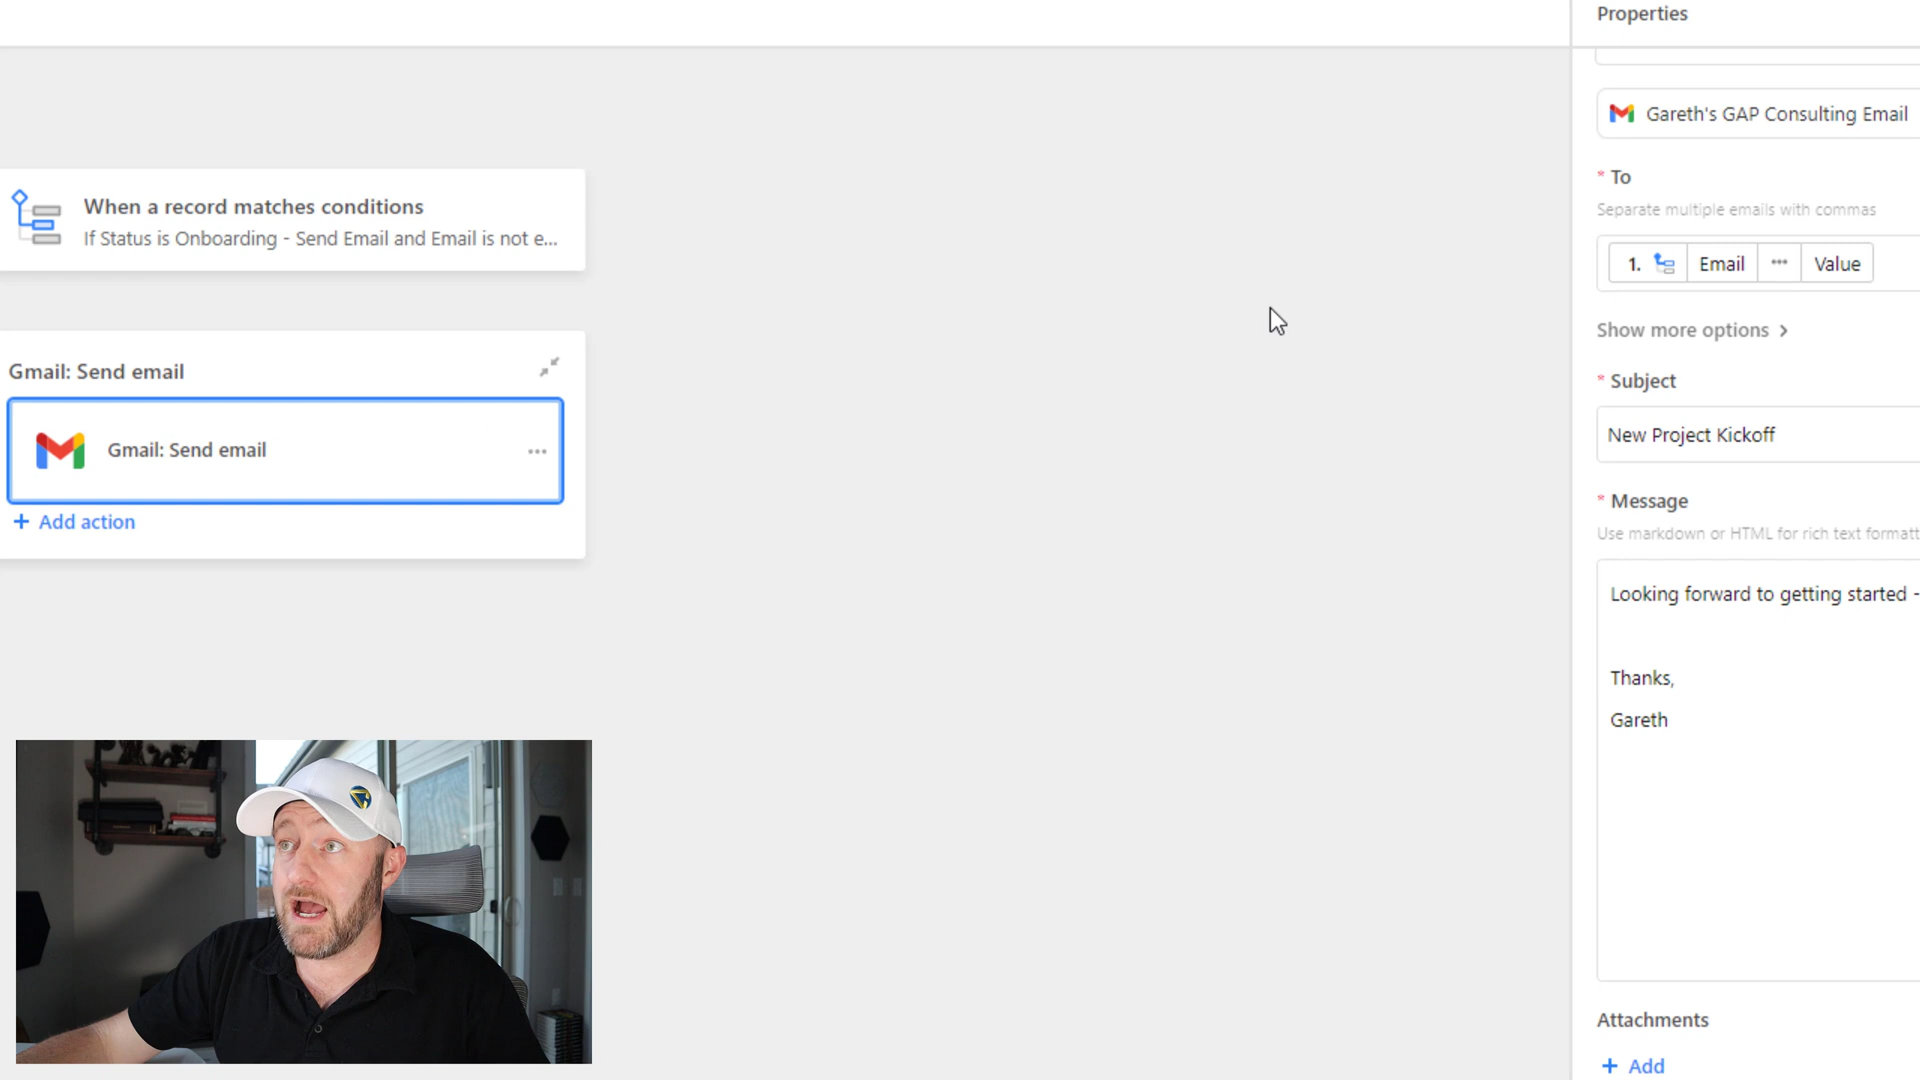 Properties
Gareth's GAP Consulting Email
* To
Separate multiple emails with commas
1. Email ... Value
Show more options >
* Subject
New Project Kickoff
* Message
Use markdown or HTML for rich text formatt
Looking forward to getting started -
Thanks,
Gareth
Attachments
+ Add
When a record matches conditions
If Status is Onboarding - Send Email and Email is not e...
Gmail: Send email
Gmail: Send email
+ Add action